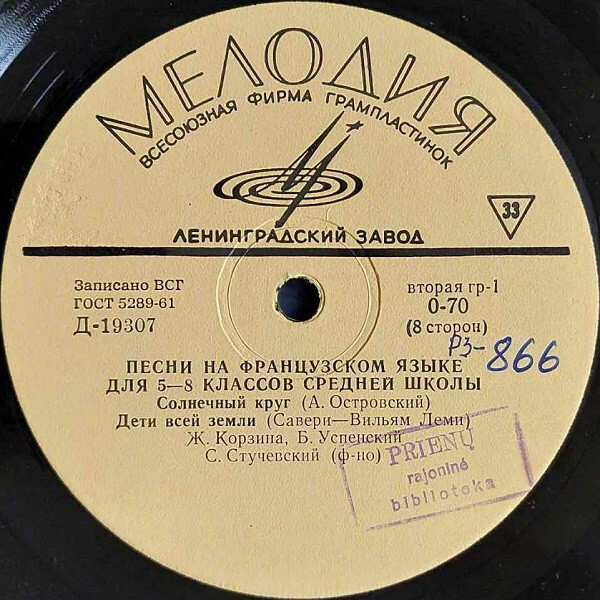 МЕЛОДИЯ
ВСЕСОЮЗНАЯ ФИРМА ГРАМПЛАСТИНОК
33
ЛЕНИНГРАДСКИЙ ЗАВОД
Записано ВСГ
ГОСТ 5289-61
Д-19307
вторая гр-1
0-70
(8 сторон)
РЗ-866
ПЕСНИ НА ФРАНЦУЗСКОМ ЯЗЫКЕ
ДЛЯ 5—8 КЛАССОВ СРЕДНЕЙ ШКОЛЫ
Солнечный круг (А. Островский)
Дети всей земли (Савери—Вильям Леми)
Ж. Корзина, Б. Успенский
С. Стучевский (ф-но)
PRIENŲ
rajoninė
biblioteka